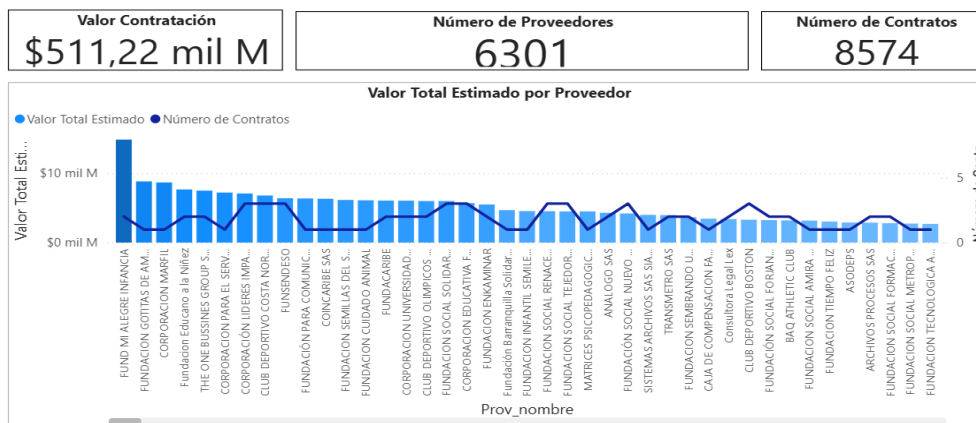 Valor Contratación
$511,22 mil M
Número de Proveedores
6301
Número de Contratos
8574
Valor Total Estimado por Proveedor
Valor Total Estimado
Número de Contratos
Valor Total Esti...
$10 mil M
$0 mil M
5
0
FUND MI ALEGRE INFANCIA
FUNDACION GOTITAS DE AM...
CORPORACION MARFIL
Fundacion Educano a la Niñez
THE ONE BUSSINES GROUP S...
CORPORACION PARA EL SERV...
CORPORACIÓN LIDERES IMPA...
CLUB DEPORTIVO COSTA NOR...
FUNSENDESO
FUNDACIÓN PARA COMUNIC...
COINCARIBE SAS
FUNDACION SEMILLAS DEL S...
FUNDACION CUIDADO ANIMAL
FUNDACARIBE
CORPORACION UNIVERSIDAD...
CLUB DEPORTIVO OLIMPICOS ...
FUNDACION SOCIAL SOLIDAR...
CORPORACION EDUCATIVA F...
FUNDACION ENKAMINAR
Fundación Barranquilla Solidar...
FUNDACION INFANTIL SEMILE...
FUNDACION SOCIAL RENACE...
FUNDACION SOCIAL TEJEDOR...
MATRICES PSICOPEDAGOGIC...
ANALOGO SAS
FUNDACIÓN SOCIAL NUEVO ...
SISTEMAS ARCHIVOS SAS SIA...
TRANSMETRO SAS
FUNDACION SEMBRANDO U...
CAJA DE COMPENSACION FA...
Consultora Legal Lex
CLUB DEPORTIVO BOSTON
FUNDACIÓN SOCIAL FORIAN...
BAQ ATHLETIC CLUB
FUNDACION SOCIAL AMIRA ...
FUNDACION TIEMPO FELIZ
ASODEPS
ARCHIVOS PROCESOS SAS
FUNDACION SOCIAL FORMAC...
FUNDACION SOCIAL METROP...
FUNDACION TECNOLOGICA A...
Prov_nombre